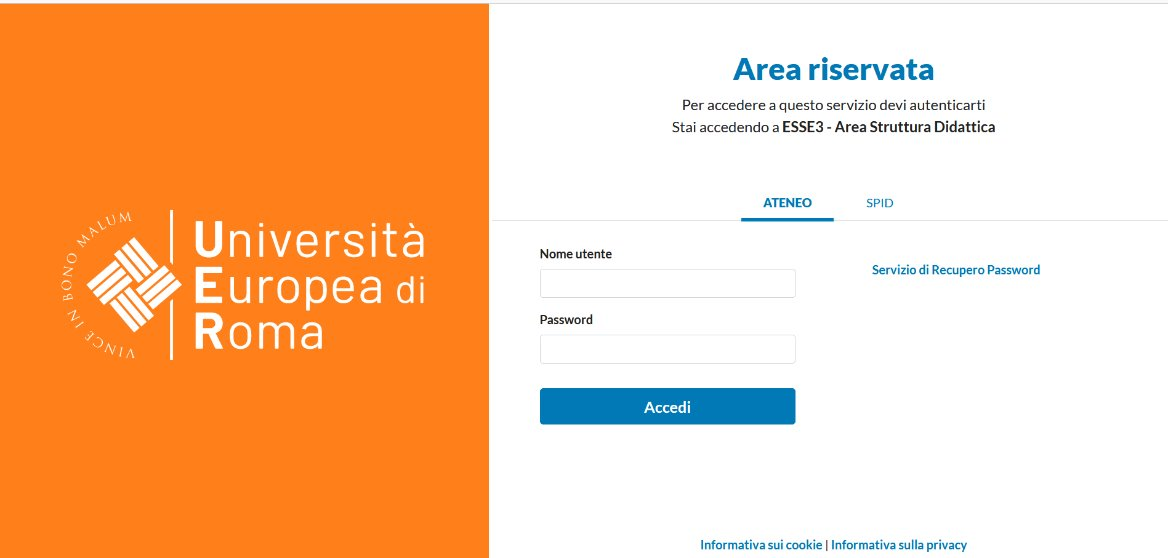 VINCE IN BONO MALUM
Università
Europea di
Roma
Area riservata
Per accedere a questo servizio devi autenticarti
Stai accedendo a ESSE3 - Area Struttura Didattica
ATENEO
SPID
Nome utente
Servizio di Recupero Password
Password
Accedi
Informativa sui cookie | Informativa sulla privacy